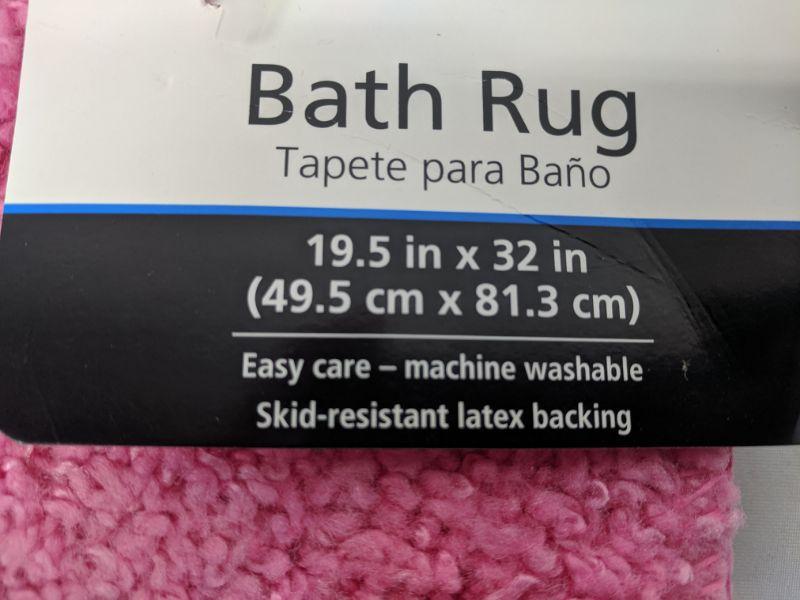 Bath Rug
Tapete para Baño
19.5 in x 32 in
(49.5 cm x 81.3 cm)
Easy care – machine washable
Skid-resistant latex backing